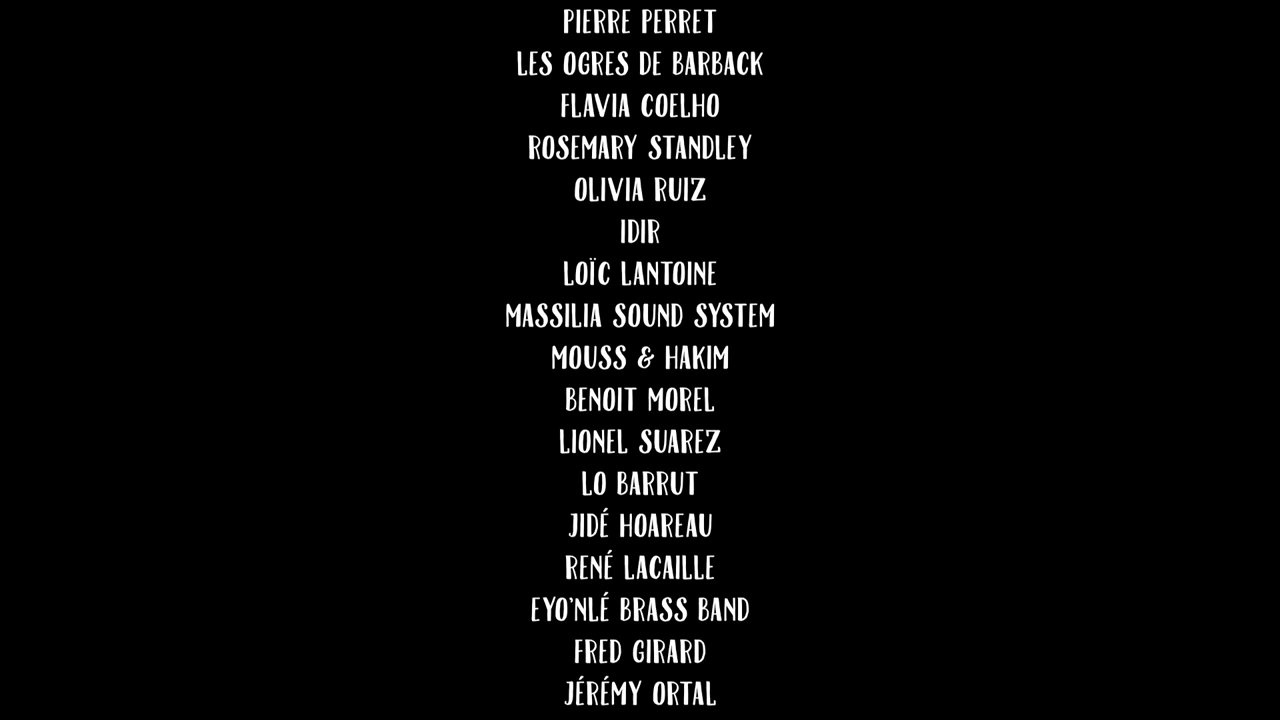 PIERRE PERRET
LES OGRES DE BARBACK
FLAVIA COELHO
ROSEMARY STANDLEY
OLIVIA RUIZ
IDIR
LOÏC LANTOINE
MASSILIA SOUND SYSTEM
MOUSS & HAKIM
BENOIT MOREL
LIONEL SUAREZ
LO BARRUT
JIDÉ HOAREAU
RENÉ LACAILLE
EYO'NLÉ BRASS BAND
FRED GIRARD
JÉRÉMY ORTAL